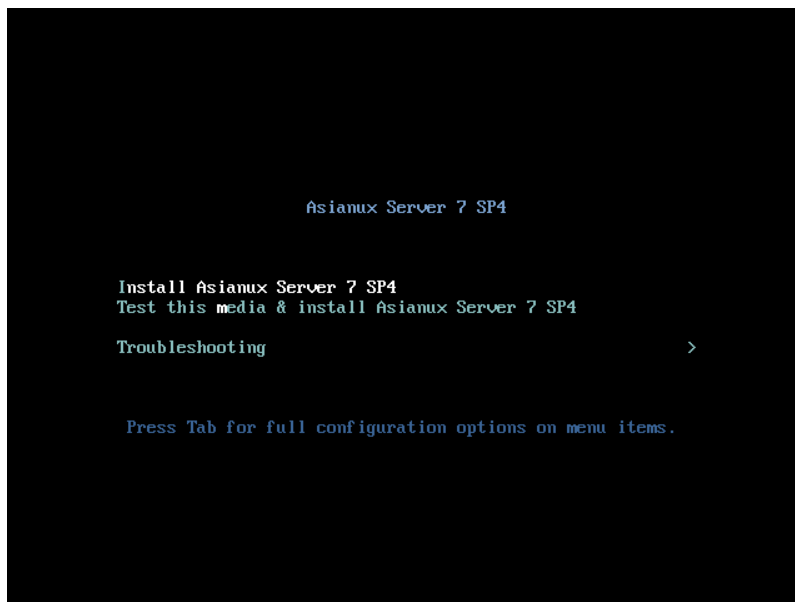 Asianux Server 7 SP4
Install Asianux Server 7 SP4
Test this media & install Asianux Server 7 SP4
Troubleshooting >
Press Tab for full configuration options on menu items.